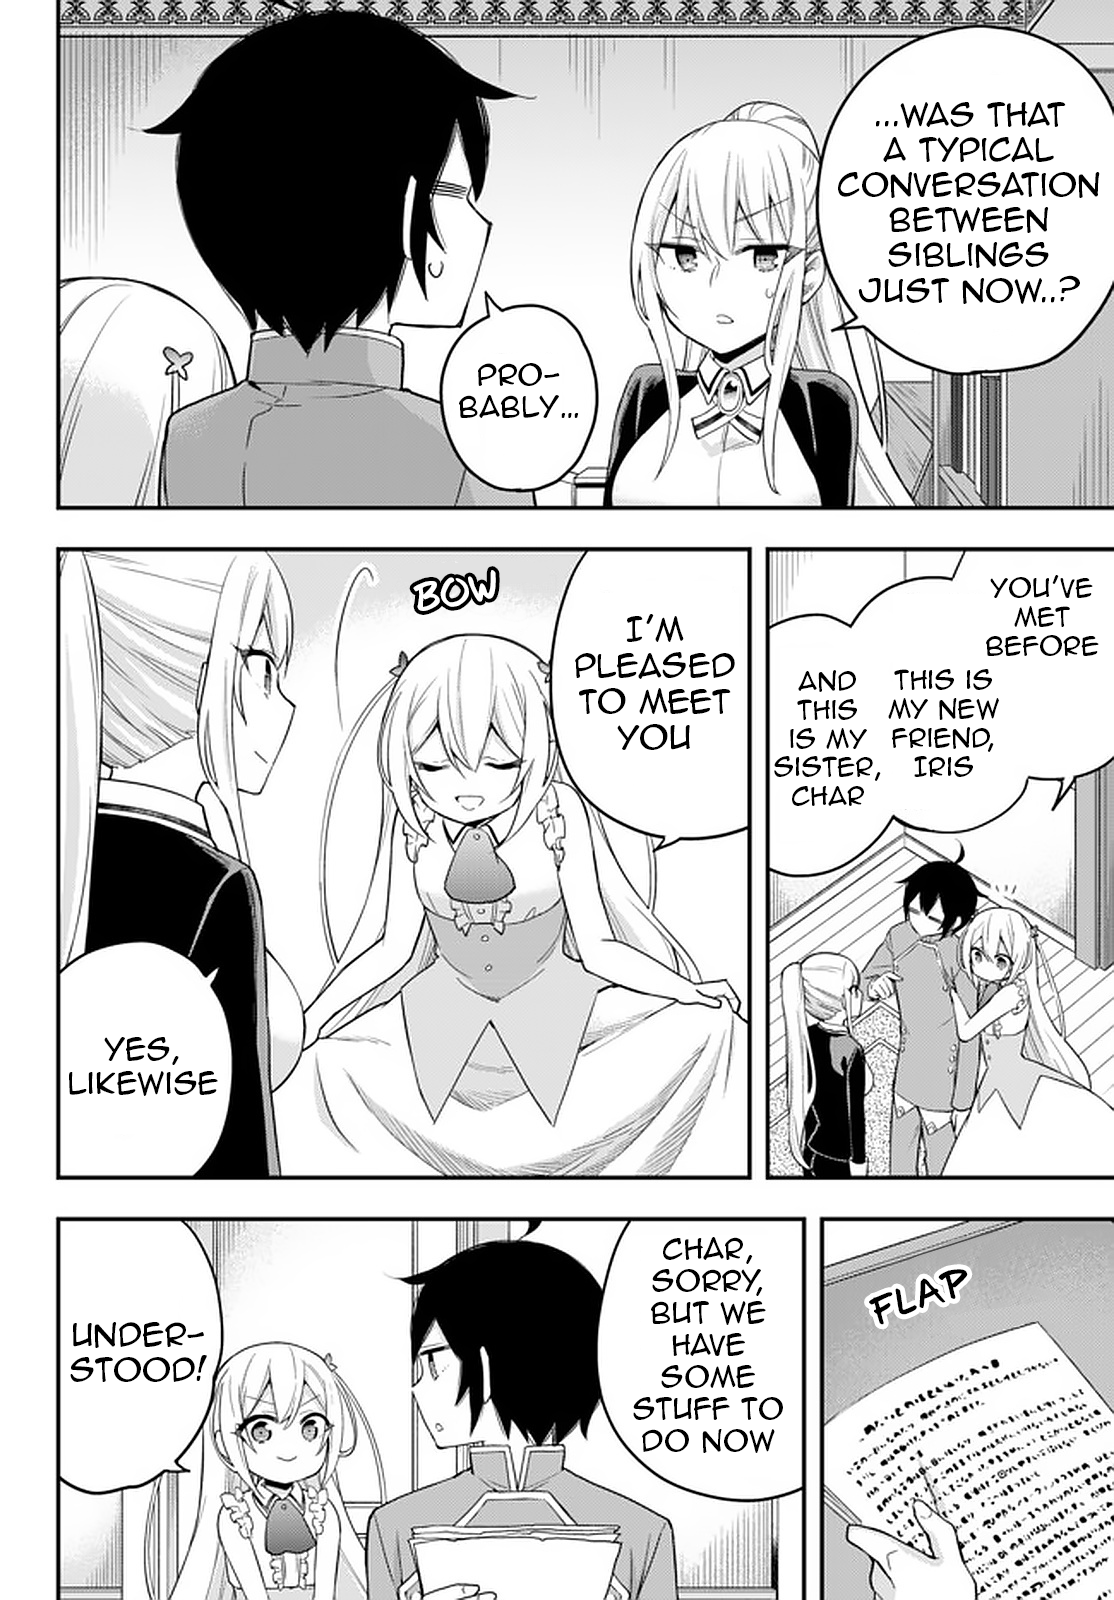 ...WAS THAT
A TYPICAL
CONVERSATION
BETWEEN
SIBLINGS
JUST NOW..?
PRO-
BABLY...
YOU'VE
MET
BEFORE
THIS IS
MY NEW
FRIEND,
IRIS
AND
THIS
IS MY
SISTER,
CHAR
BOW
I'M
PLEASED
TO MEET
YOU
YES,
LIKEWISE
FLAP
CHAR,
SORRY,
BUT WE
HAVE
SOME
STUFF TO
DO NOW
UNDER-
STOOD!